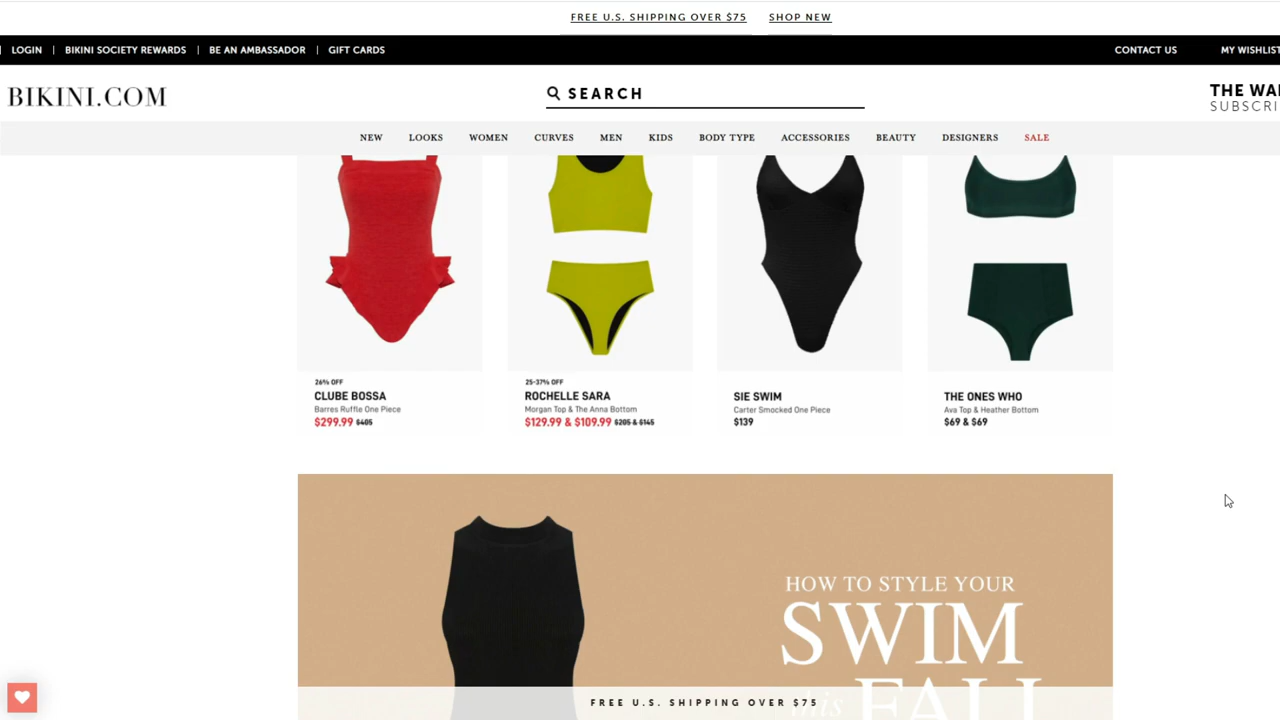 FREE U.S. SHIPPING OVER $75 SHOP NEW
LOGIN | BIKINI SOCIETY REWARDS | BE AN AMBASSADOR | GIFT CARDS CONTACT US MY WISHLIST
BIKINI.COM
SEARCH
THE WA
SUBSCRI
NEW LOOKS WOMEN CURVES MEN KIDS BODY TYPE ACCESSORIES BEAUTY DESIGNERS SALE
26% OFF
CLUBE BOSSA
Barres Ruffle One Piece
$299.99 $405
25-37% OFF
ROCHELLE SARA
Morgan Top & The Anna Bottom
$129.99 & $109.99 $205 & $145
SIE SWIM
Carter Smocked One Piece
$139
THE ONES WHO
Ava Top & Heather Bottom
$69 & $69
HOW TO STYLE YOUR
SWIM
this FALL
FREE U.S. SHIPPING OVER $75